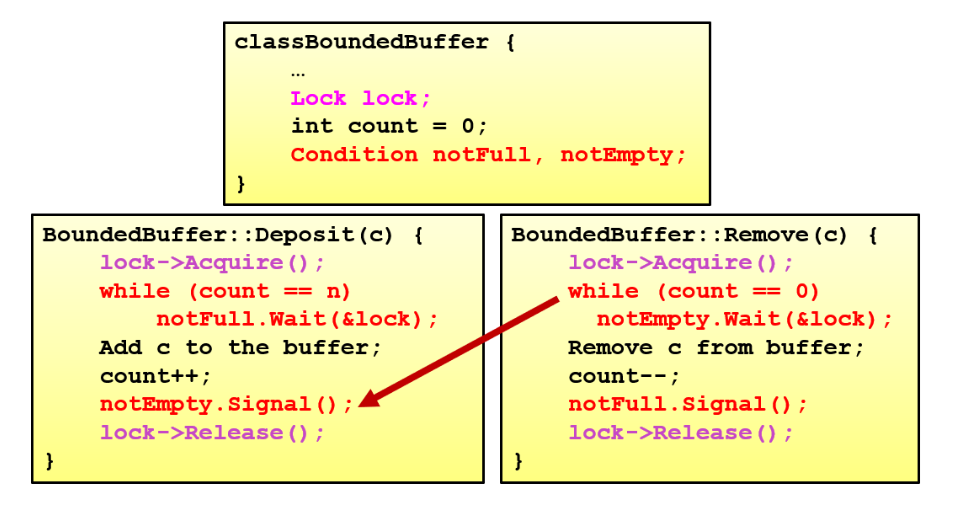 classBoundedBuffer {
…
Lock lock;
int count = 0;
Condition notFull, notEmpty;
}
BoundedBuffer::Deposit(c) {
lock->Acquire();
while (count == n)
notFull.Wait(&lock);
Add c to the buffer;
count++;
notEmpty.Signal();
lock->Release();
}
BoundedBuffer::Remove(c) {
lock->Acquire();
while (count == 0)
notEmpty.Wait(&lock);
Remove c from buffer;
count--;
notFull.Signal();
lock->Release();
}